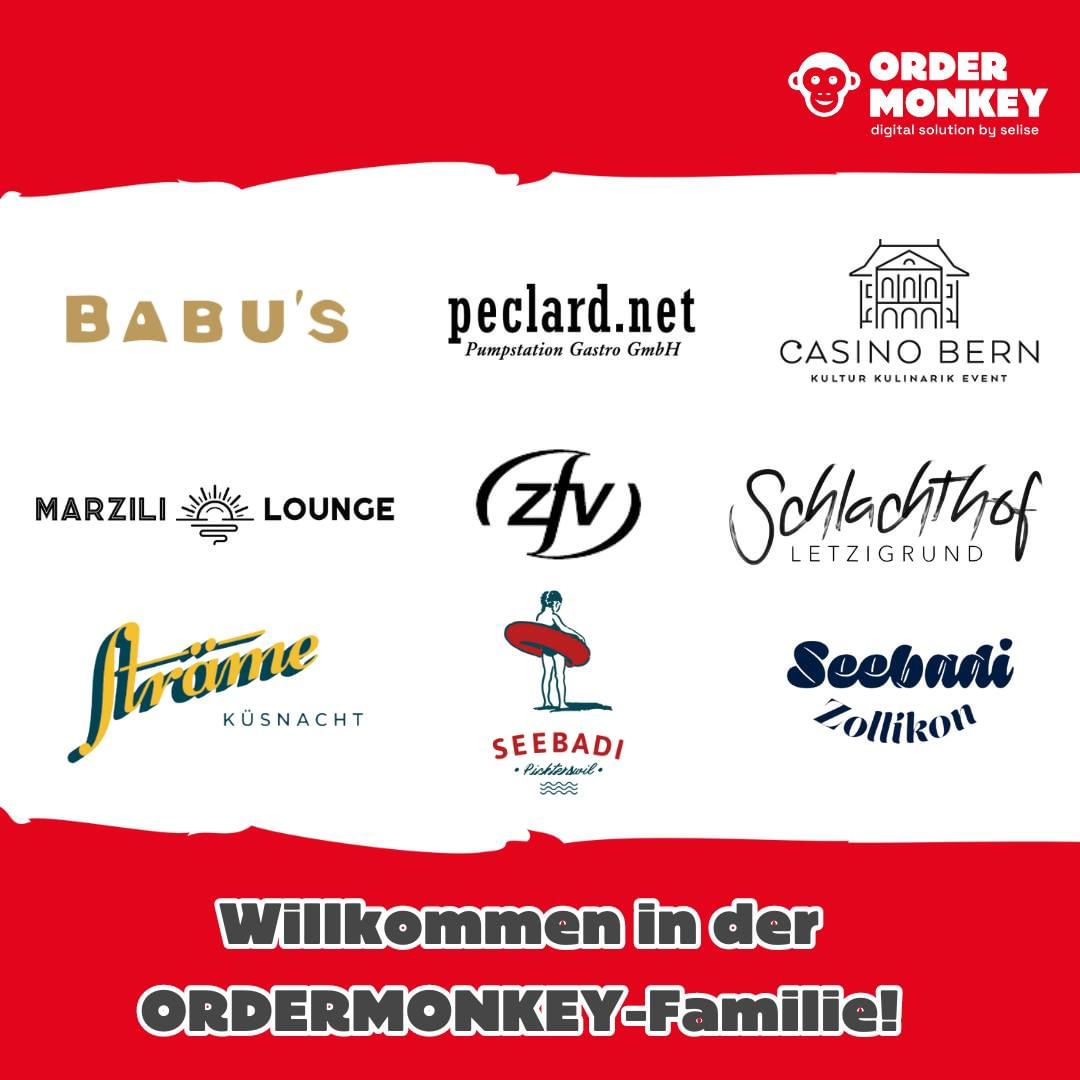 ORDER
MONKEY
digital solution by selise
BABU'S
peclard.net
Pumpstation Gastro GmbH
CASINO BERN
KULTUR KULINARIK EVENT
MARZILI LOUNGE
zfv
Schlachthof
LETZIGRUND
Sträme
KÜSNACHT
SEEBADI
• Richterswil •
Seebadi
Zollikon
Willkommen in der
ORDERMONKEY-Familie!